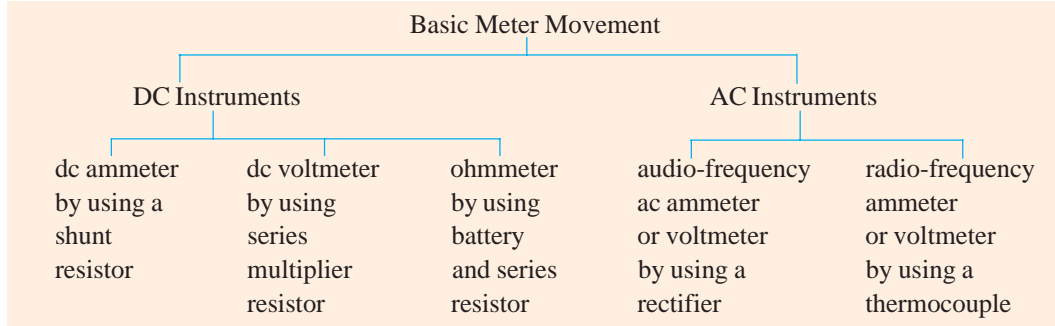 Basic Meter Movement
DC Instruments
AC Instruments
dc ammeter
by using a
shunt
resistor
dc voltmeter
by using
series
multiplier
resistor
ohmmeter
by using
battery
and series
resistor
audio-frequency
ac ammeter
or voltmeter
by using a
rectifier
radio-frequency
ammeter
or voltmeter
by using a
thermocouple